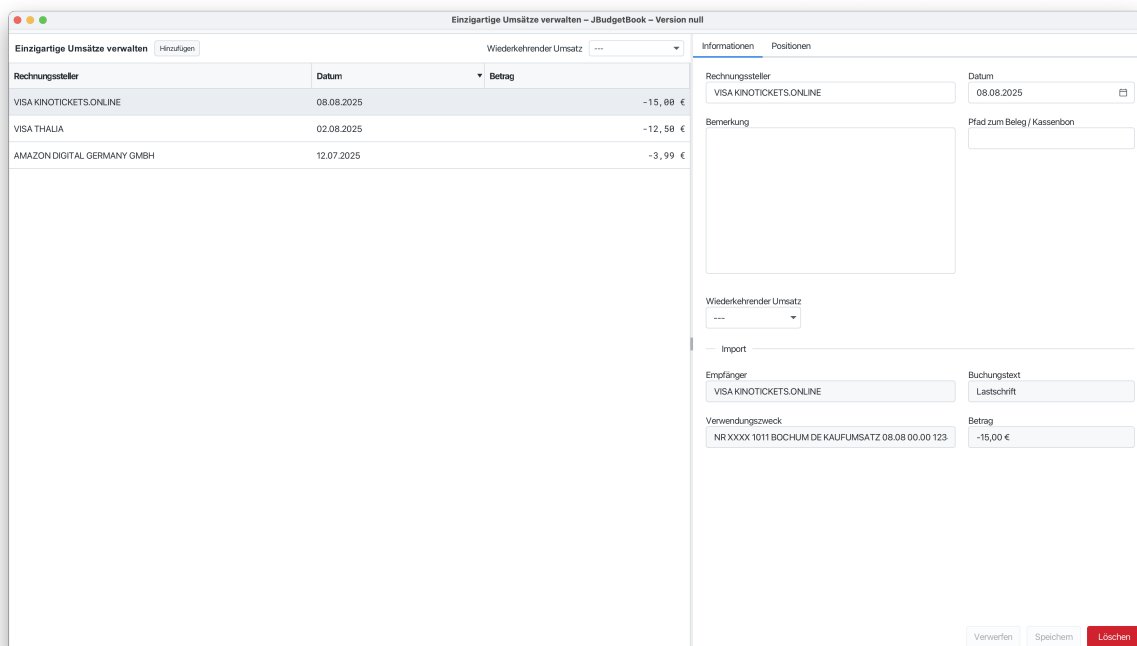 Einzigartige Umsätze verwalten – JBudgetBook – Version null
Einzigartige Umsätze verwalten Hinzufügen Wiederkehrender Umsatz ---
Rechnungssteller Datum Betrag
VISA KINOTICKETS.ONLINE 08.08.2025 -15,00 €
VISA THALIA 02.08.2025 -12,50 €
AMAZON DIGITAL GERMANY GMBH 12.07.2025 -3,99 €
Informationen Positionen
Rechnungssteller Datum
VISA KINOTICKETS.ONLINE 08.08.2025
Bemerkung Pfad zum Beleg / Kassenbon
Wiederkehrender Umsatz
---
Import
Empfänger Buchungstext
VISA KINOTICKETS.ONLINE Lastschrift
Verwendungszweck Betrag
NR XXXX 1011 BOCHUM DE KAUFUMSATZ 08.08 00.00 123 -15,00 €
Verwerfen Speichern Löschen